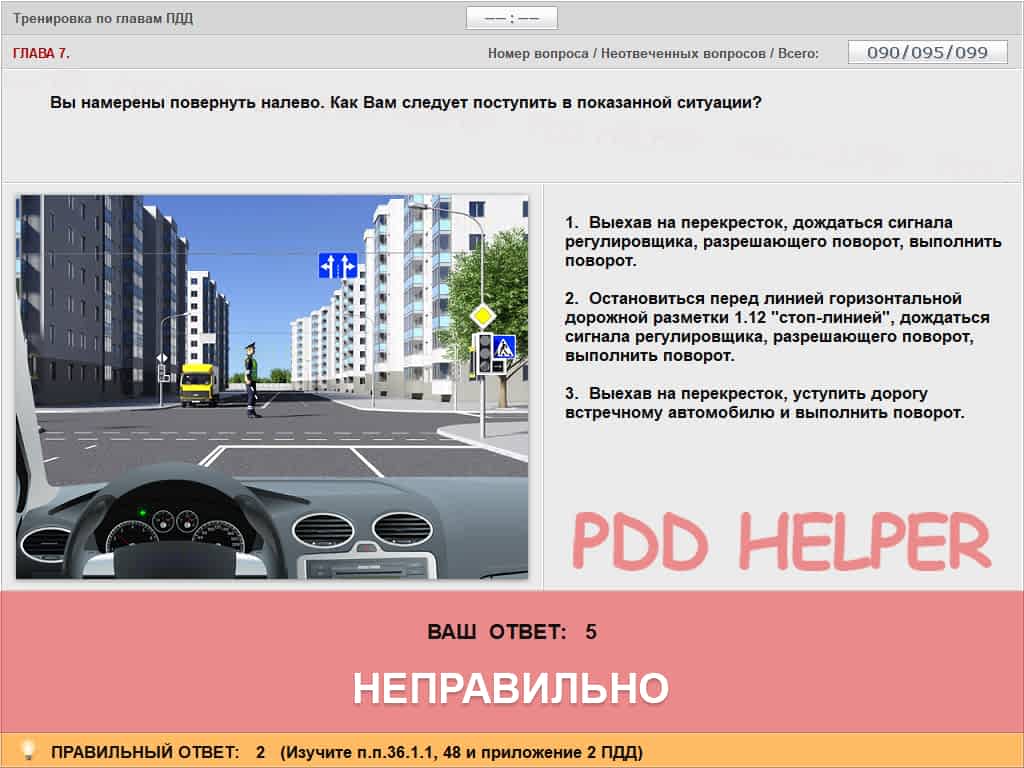 Тренировка по главам ПДД
—— : ——
ГЛАВА 7.
Номер вопроса / Неотвеченных вопросов / Всего:
090/095/099
Вы намерены повернуть налево. Как Вам следует поступить в показанной ситуации?
1. Выехав на перекресток, дождаться сигнала
регулировщика, разрешающего поворот, выполнить
поворот.
2. Остановиться перед линией горизонтальной
дорожной разметки 1.12 "стоп-линией", дождаться
сигнала регулировщика, разрешающего поворот,
выполнить поворот.
3. Выехав на перекресток, уступить дорогу
встречному автомобилю и выполнить поворот.
PDD HELPER
ВАШ ОТВЕТ: 5
НЕПРАВИЛЬНО
ПРАВИЛЬНЫЙ ОТВЕТ: 2 (Изучите п.п.36.1.1, 48 и приложение 2 ПДД)